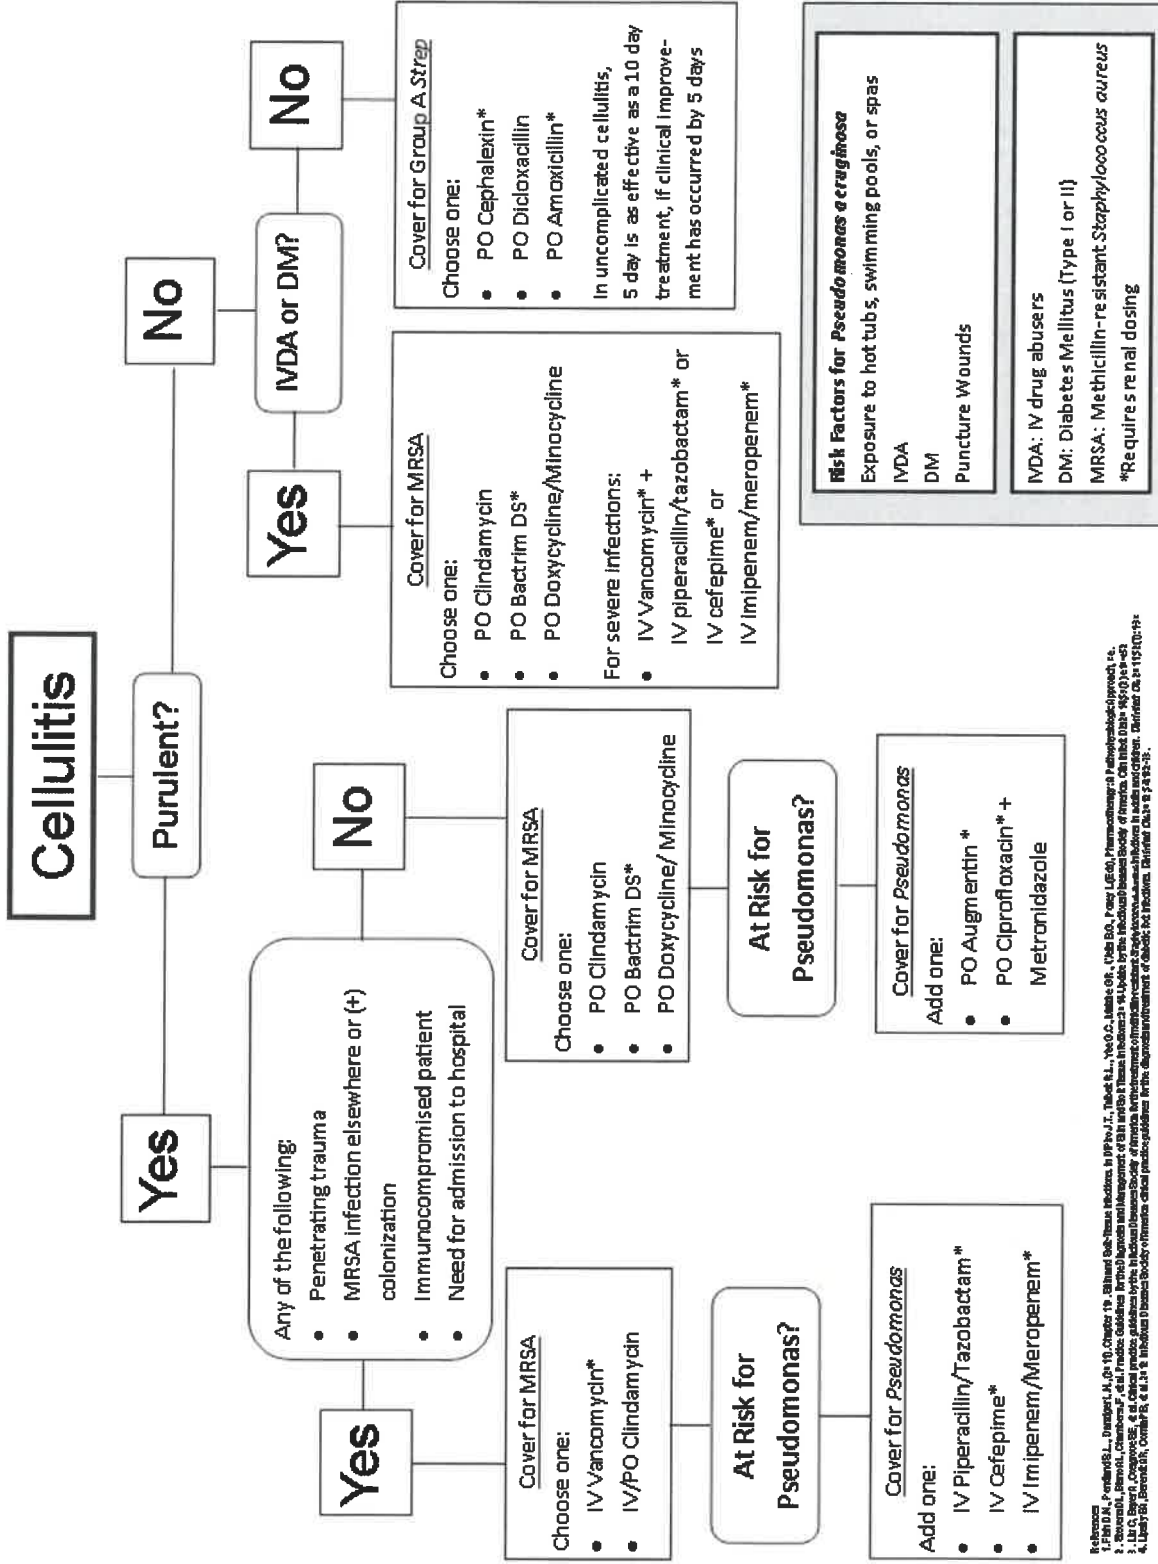 Cellulitis
Purulent?
Yes
Any of the following:
• Penetrating trauma
• MRSA infection elsewhere or (+)
colonization
• Immunocompromised patient
• Need for admission to hospital
Yes
Cover for MRSA
Choose one:
• IV Vancomycin*
• IV/PO Clindamycin
At Risk for
Pseudomonas?
Cover for Pseudomonas
Add one:
• IV Piperacillin/Tazobactam*
• IV Cefepime*
• IV Imipenem/Meropenem*
No
Cover for MRSA
Choose one:
• PO Clindamycin
• PO Bactrim DS*
• PO Doxycycline/ Minocycline
At Risk for
Pseudomonas?
Cover for Pseudomonas
Add one:
• PO Augmentin *
• PO Ciprofloxacin* +
Metronidazole
No
IVDA or DM?
Yes
Cover for MRSA
Choose one:
• PO Clindamycin
• PO Bactrim DS*
• PO Doxycycline/Minocycline
For severe infections:
• IV Vancomycin* +
IV piperacillin/tazobactam* or
IV cefepime* or
IV Imipenem/meropenem*
No
Cover for Group A Strep
Choose one:
• PO Cephalexin*
• PO Dicloxacillin
• PO Amoxicillin*
In uncomplicated cellulitis,
5 day is as effective as a 10 day
treatment, if clinical improve-
ment has occurred by 5 days
Risk Factors for Pseudomonas aeruginosa
Exposure to hot tubs, swimming pools, or spas
IVDA
DM
Puncture Wounds
IVDA: IV drug abusers
DM: Diabetes Mellitus (Type I or II)
MRSA: Methicillin-resistant Staphylococcus aureus
*Requires renal dosing
References